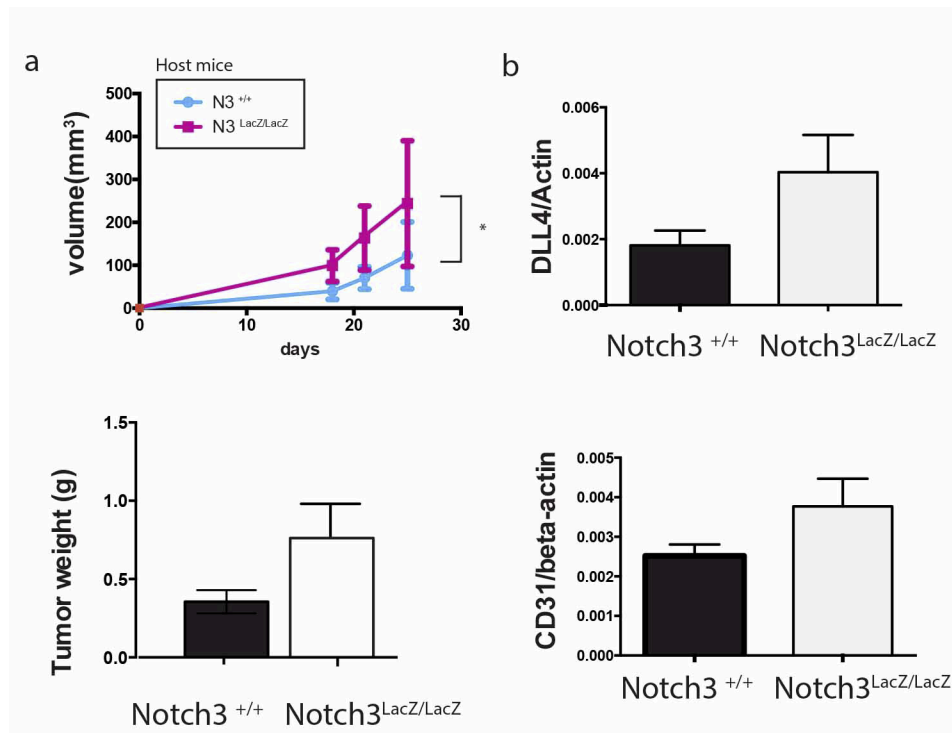 a
Host mice
N3 +/+
N3 LacZ/LacZ
volume(mm3)
500
400
300
200
100
0
0 10 20 30
days
*
b
DLL4/Actin
0.006
0.004
0.002
0.000
Notch3 +/+ Notch3LacZ/LacZ
Tumor weight (g)
1.5
1.0
0.5
0.0
Notch3 +/+ Notch3LacZ/LacZ
CD31/beta-actin
0.005
0.004
0.003
0.002
0.001
0.000
Notch3 +/+ Notch3LacZ/LacZ